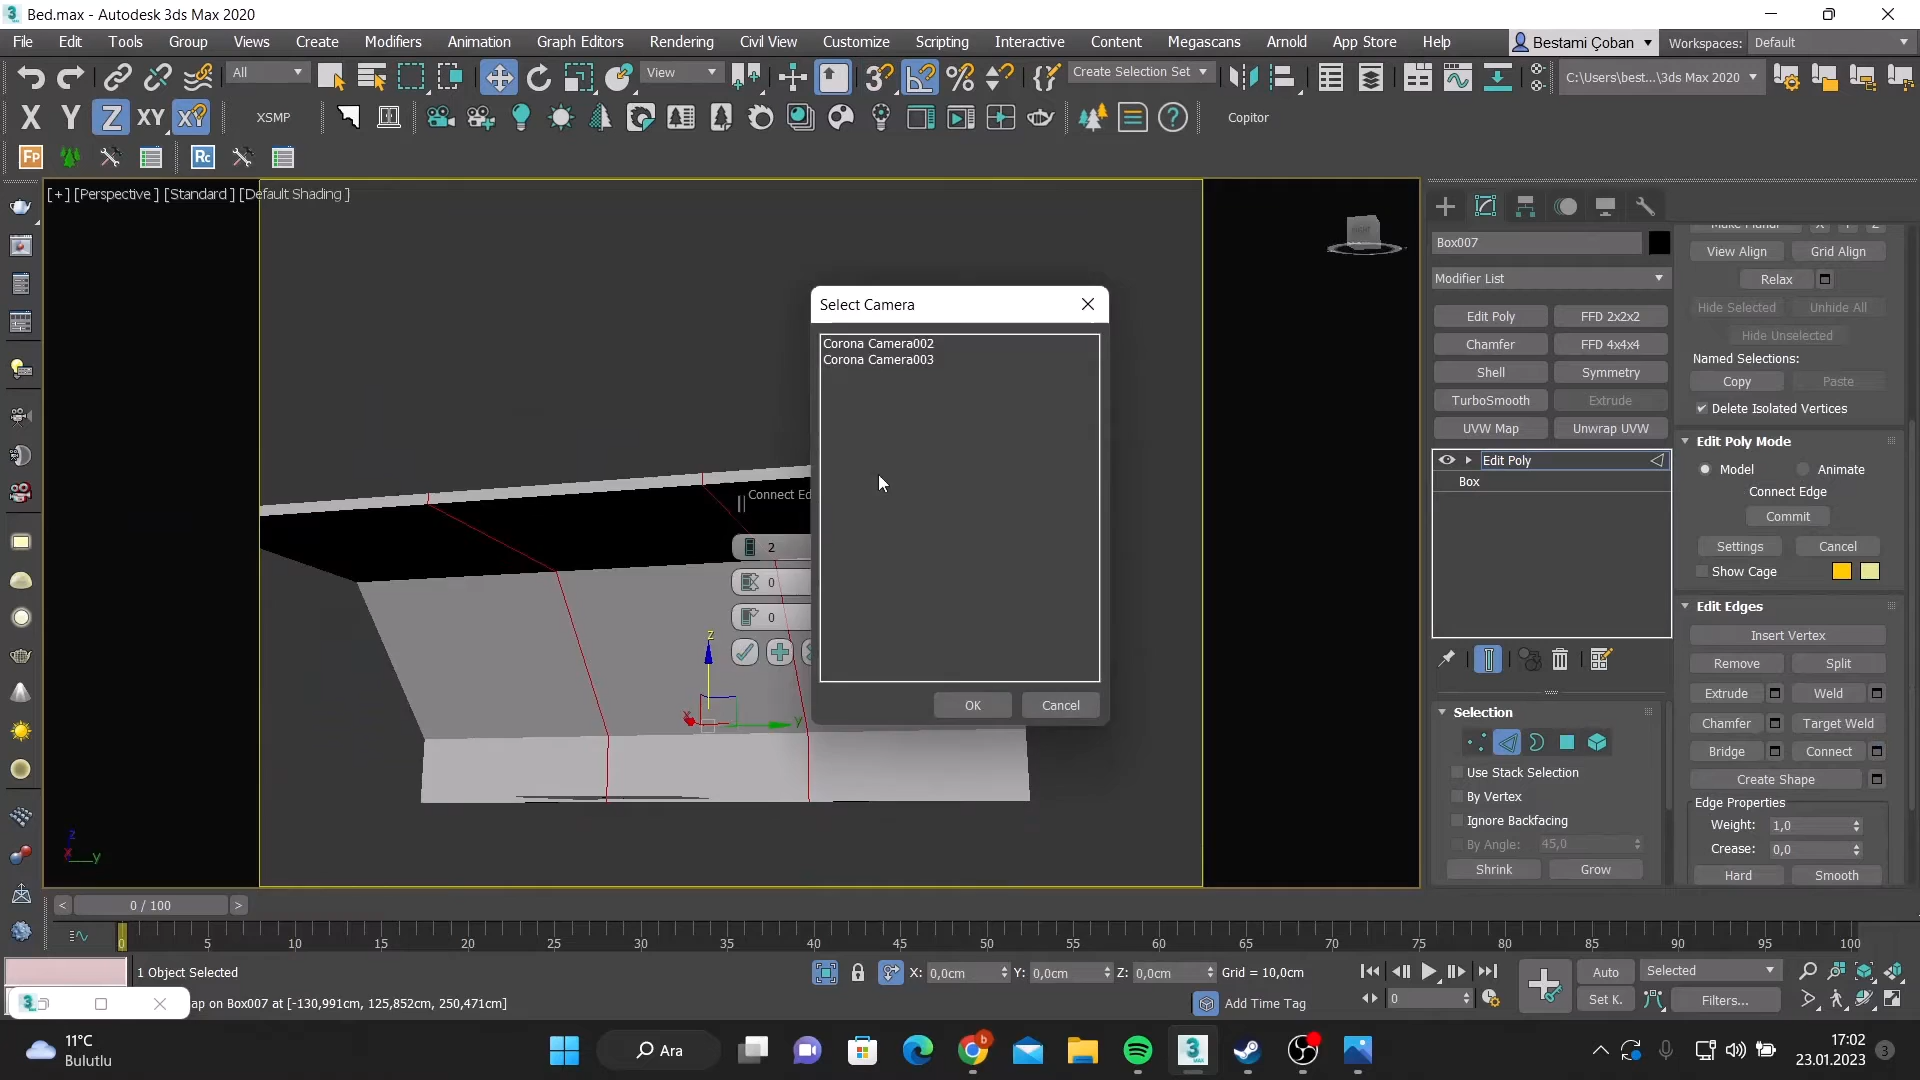 Bed.max - Autodesk 3ds Max 2020
File Edit Tools Group Views Create Modifiers Animation Graph Editors Rendering Civil View Customize Scripting Interactive Content Megascans Arnold App Store Help Bestami Çoban Workspaces: Default
All View Create Selection Set C:\Users\best...\3ds Max 2020
X Y Z XY XSMP Copitor
Fp Rc
[+] [Perspective ] [Standard ] [Default Shading ]
RIGHT
Box007
Modifier List
Edit Poly FFD 2x2x2
Chamfer FFD 4x4x4
Shell Symmetry
TurboSmooth Extrude
UVW Map Unwrap UVW
Edit Poly
Box
Selection
Use Stack Selection
By Vertex
Ignore Backfacing
By Angle: 45,0
Shrink Grow
Make Planar X Y Z
View Align Grid Align
Relax
Hide Selected Unhide All
Hide Unselected
Named Selections:
Copy Paste
Delete Isolated Vertices
Edit Poly Mode
Model Animate
Connect Edge
Commit
Settings Cancel
Show Cage
Edit Edges
Insert Vertex
Remove Split
Extrude Weld
Chamfer Target Weld
Bridge Connect
Create Shape
Edge Properties
Weight: 1,0
Crease: 0,0
Hard Smooth
Select Camera
Corona Camera002
Corona Camera003
OK Cancel
Connect Ed
2
0
0
z
x y
z
x y
< 0 / 100 >
0 5 10 15 20 25 30 35 40 45 50 55 60 65 70 75 80 85 90 95 100
1 Object Selected
X: 0,0cm Y: 0,0cm Z: 0,0cm Grid = 10,0cm
Auto Selected
ap on Box007 at [-130,991cm, 125,852cm, 250,471cm]
Add Time Tag
0
Set K. Filters...
11°C
Bulutlu
Ara
17:02
23.01.2023
3